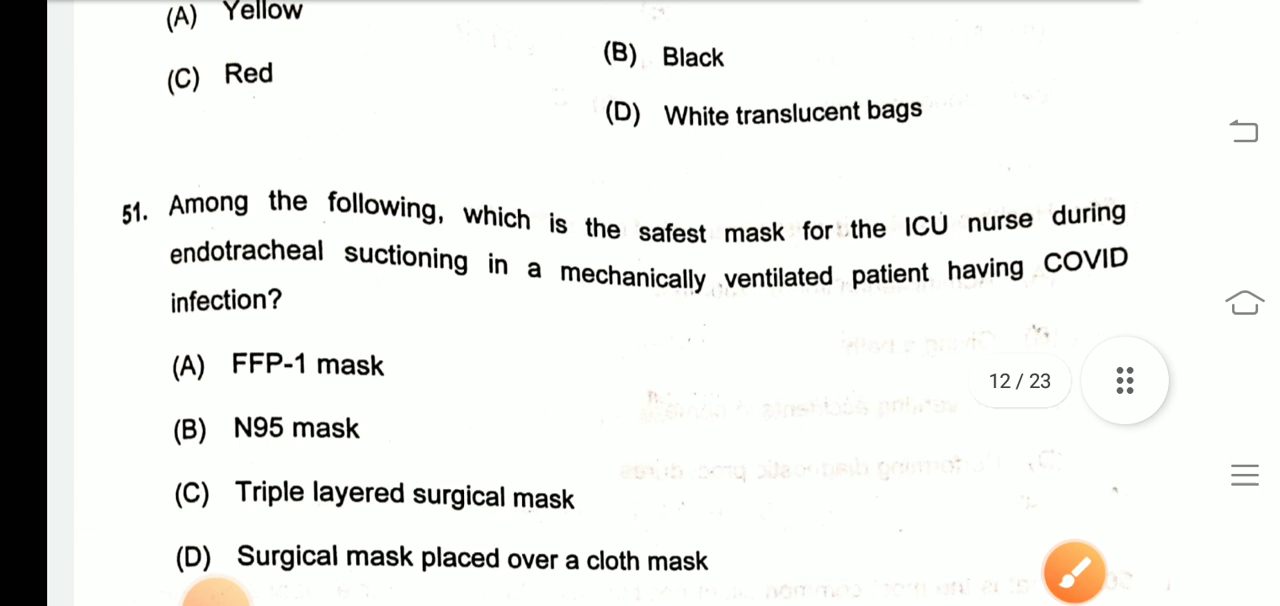 (A) Yellow
(B) Black
(C) Red
(D) White translucent bags
51. Among the following, which is the safest mask for the ICU nurse during
endotracheal suctioning in a mechanically ventilated patient having COVID
infection?
(A) FFP-1 mask
(B) N95 mask
(C) Triple layered surgical mask
(D) Surgical mask placed over a cloth mask
12 / 23